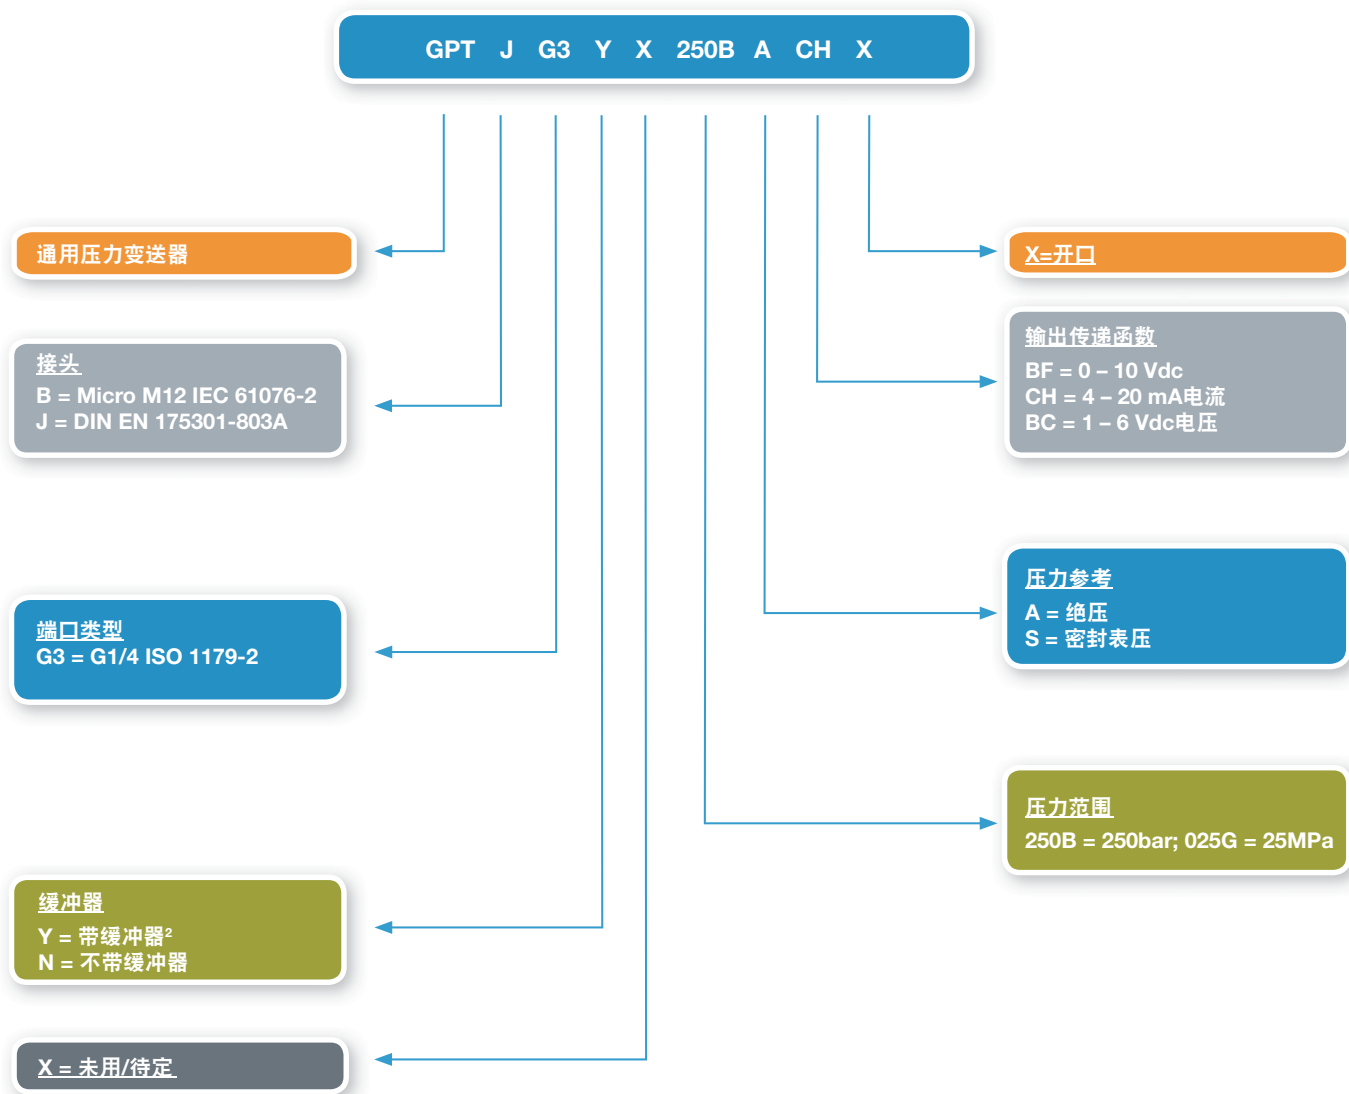 GPT J G3 Y X 250B A CH X
通用压力变送器
接头
B = Micro M12 IEC 61076-2
J = DIN EN 175301-803A
端口类型
G3 = G1/4 ISO 1179-2
缓冲器
Y = 带缓冲器²
N = 不带缓冲器
X = 未用/待定
X=开口
输出传递函数
BF = 0 – 10 Vdc
CH = 4 – 20 mA电流
BC = 1 – 6 Vdc电压
压力参考
A = 绝压
S = 密封表压
压力范围
250B = 250bar; 025G = 25MPa